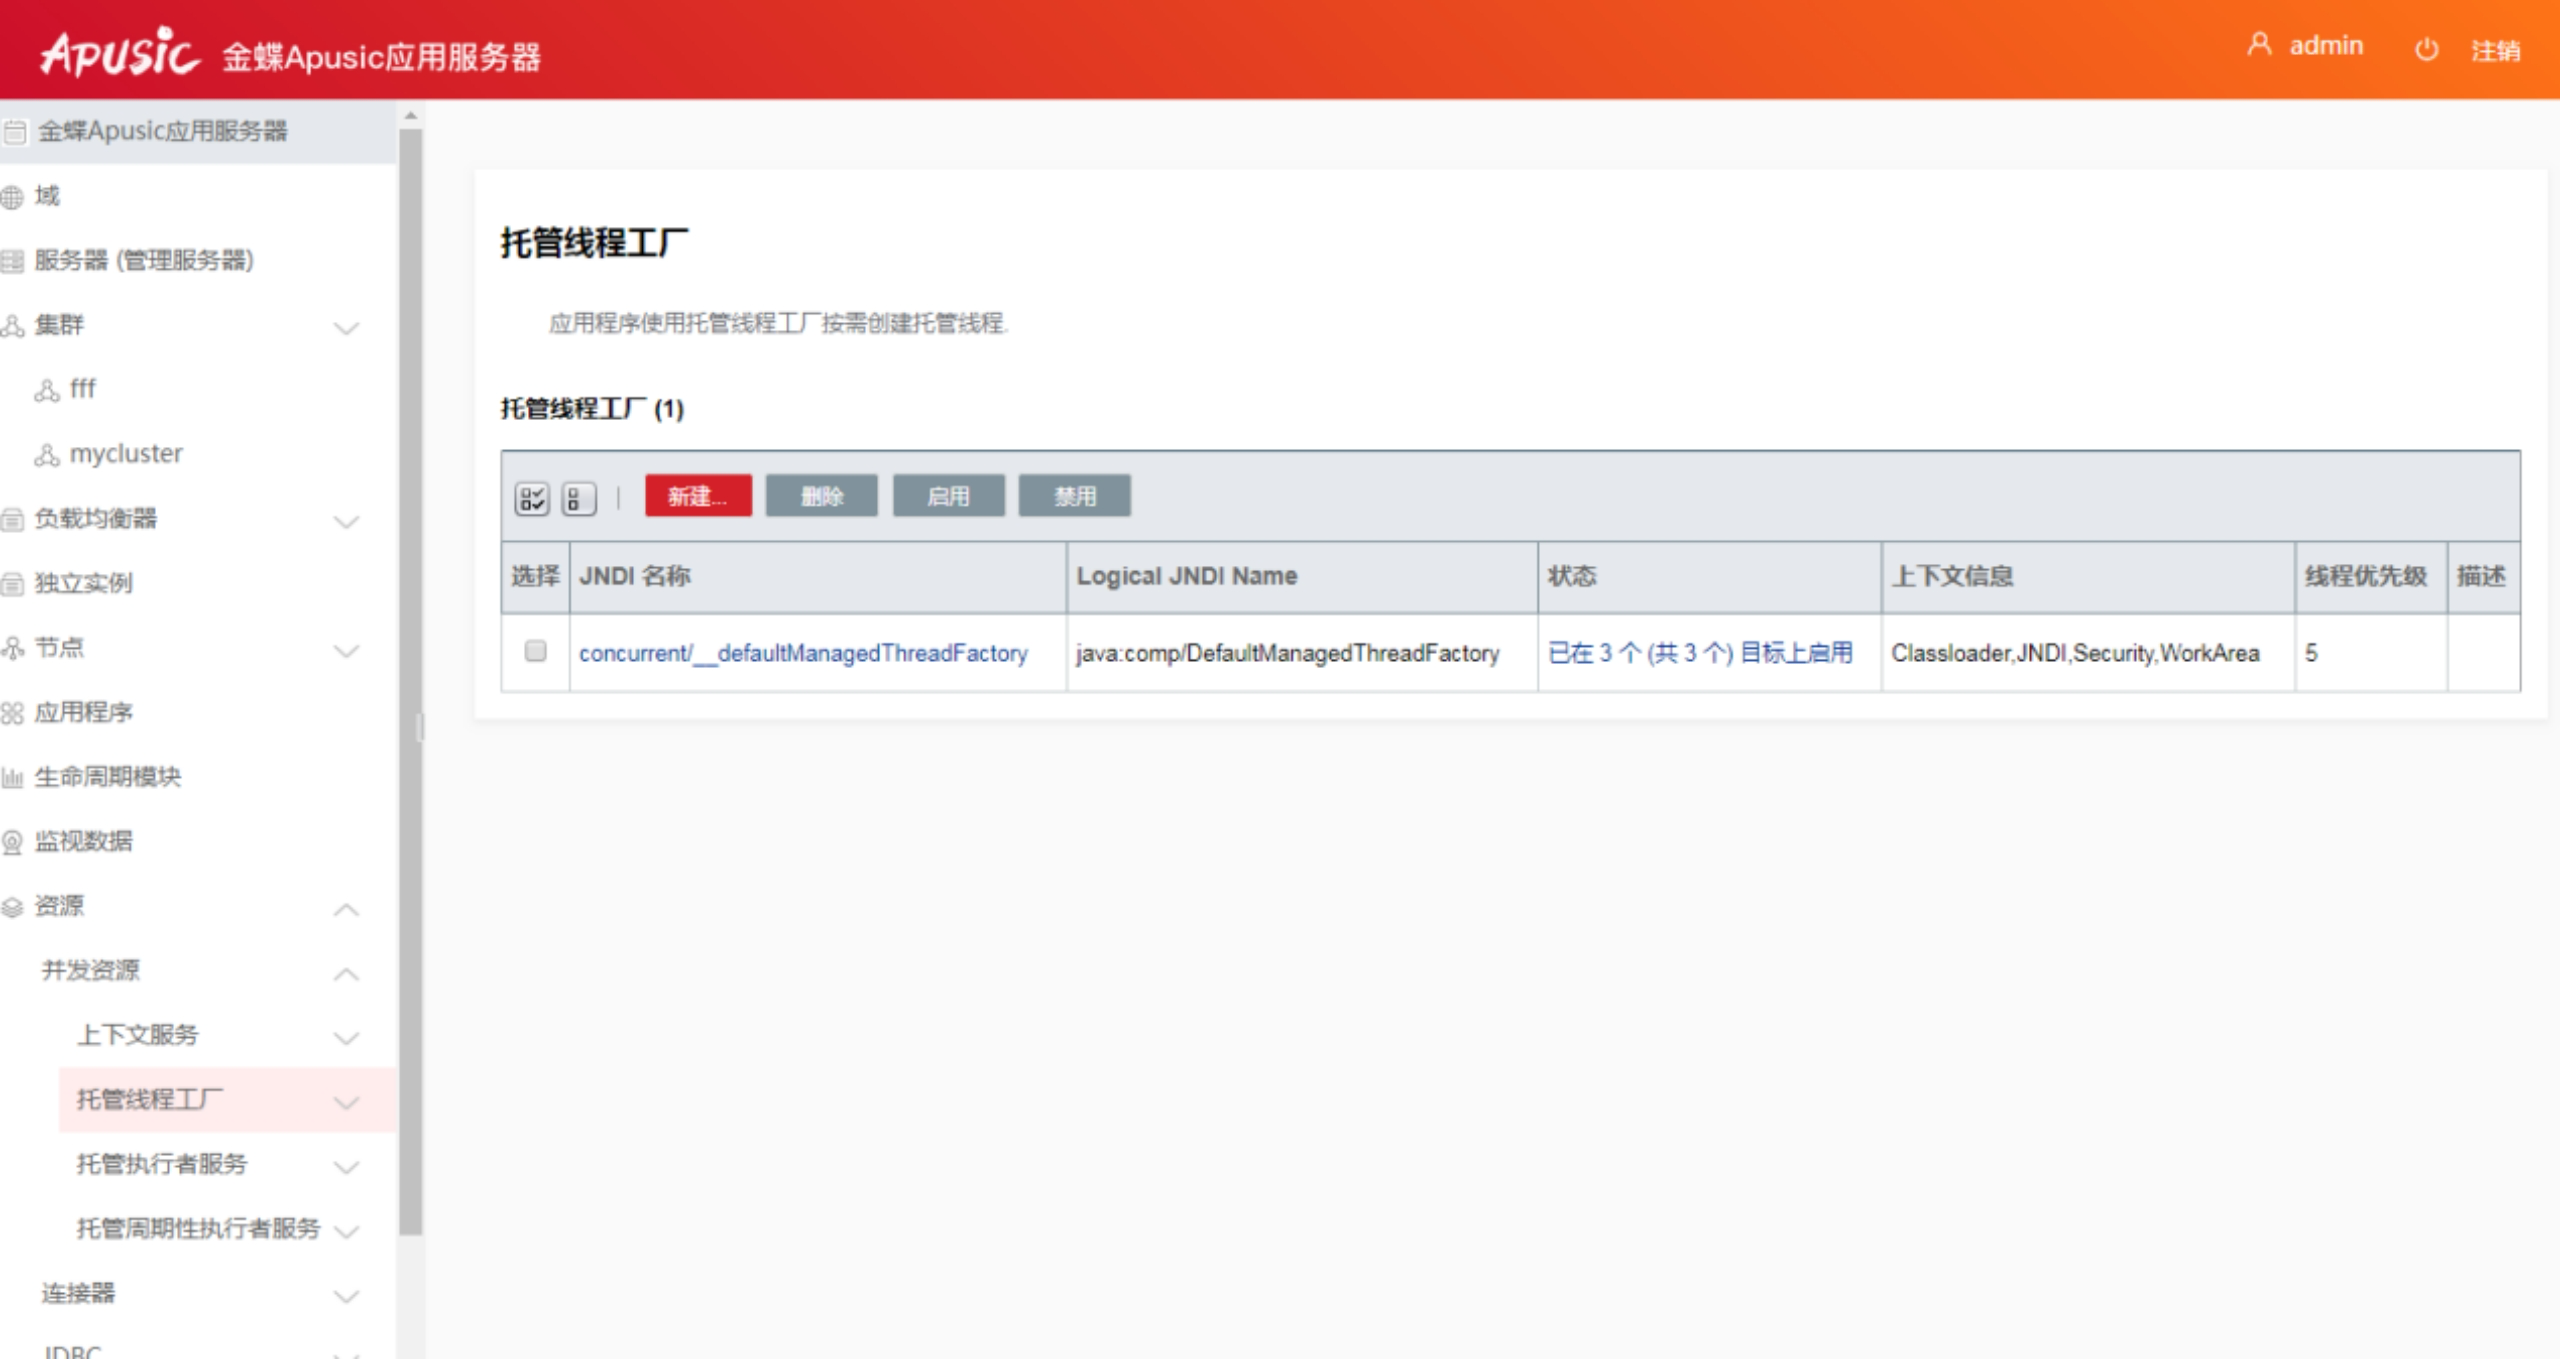 APUSIC 金蝶Apusic应用服务器
admin 注销
金蝶Apusic应用服务器
域
服务器 (管理服务器)
集群
fff
mycluster
负载均衡器
独立实例
节点
应用程序
生命周期模块
监视数据
资源
并发资源
上下文服务
托管线程工厂
托管执行者服务
托管周期性执行者服务
连接器
JDBC
托管线程工厂
应用程序使用托管线程工厂按需创建托管线程.
托管线程工厂 (1)
新建... 删除 启用 禁用
选择 JNDI 名称 Logical JNDI Name 状态 上下文信息 线程优先级 描述
concurrent/__defaultManagedThreadFactory java:comp/DefaultManagedThreadFactory 已在 3 个 (共 3 个) 目标上启用 Classloader,JNDI,Security,WorkArea 5